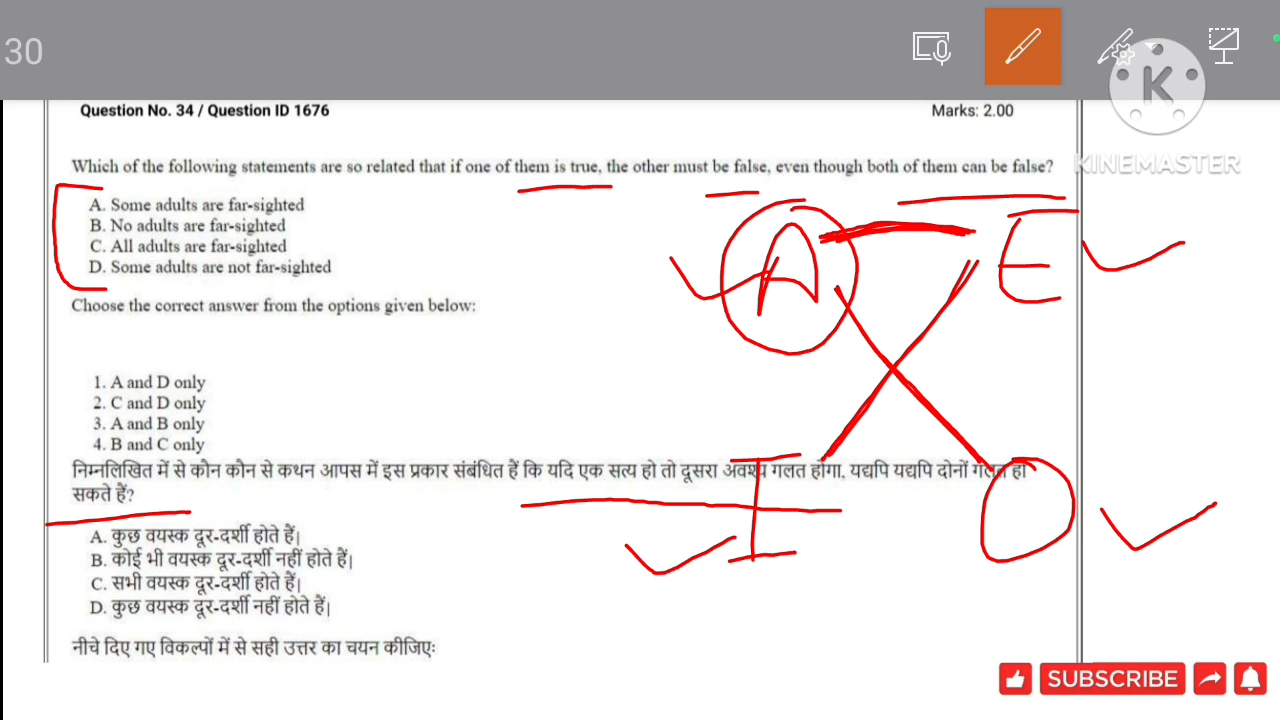 30
Question No. 34 / Question ID 1676 Marks: 2.00
K
KINEMASTER
Which of the following statements are so related that if one of them is true, the other must be false, even though both of them can be false?
A. Some adults are far-sighted
B. No adults are far-sighted
C. All adults are far-sighted
D. Some adults are not far-sighted
A E
Choose the correct answer from the options given below:
1. A and D only
2. C and D only
3. A and B only
4. B and C only
निम्नलिखित में से कौन कौन से कथन आपस में इस प्रकार संबंधित हैं कि यदि एक सत्य हो तो दूसरा अवश्य गलत होगा, यद्यपि यद्यपि दोनों गलत हो
सकते हैं?
I O
A. कुछ वयस्क दूर-दर्शी होते हैं।
B. कोई भी वयस्क दूर-दर्शी नहीं होते हैं।
C. सभी वयस्क दूर-दर्शी होते हैं।
D. कुछ वयस्क दूर-दर्शी नहीं होते हैं।
नीचे दिए गए विकल्पों में से सही उत्तर का चयन कीजिए:
SUBSCRIBE